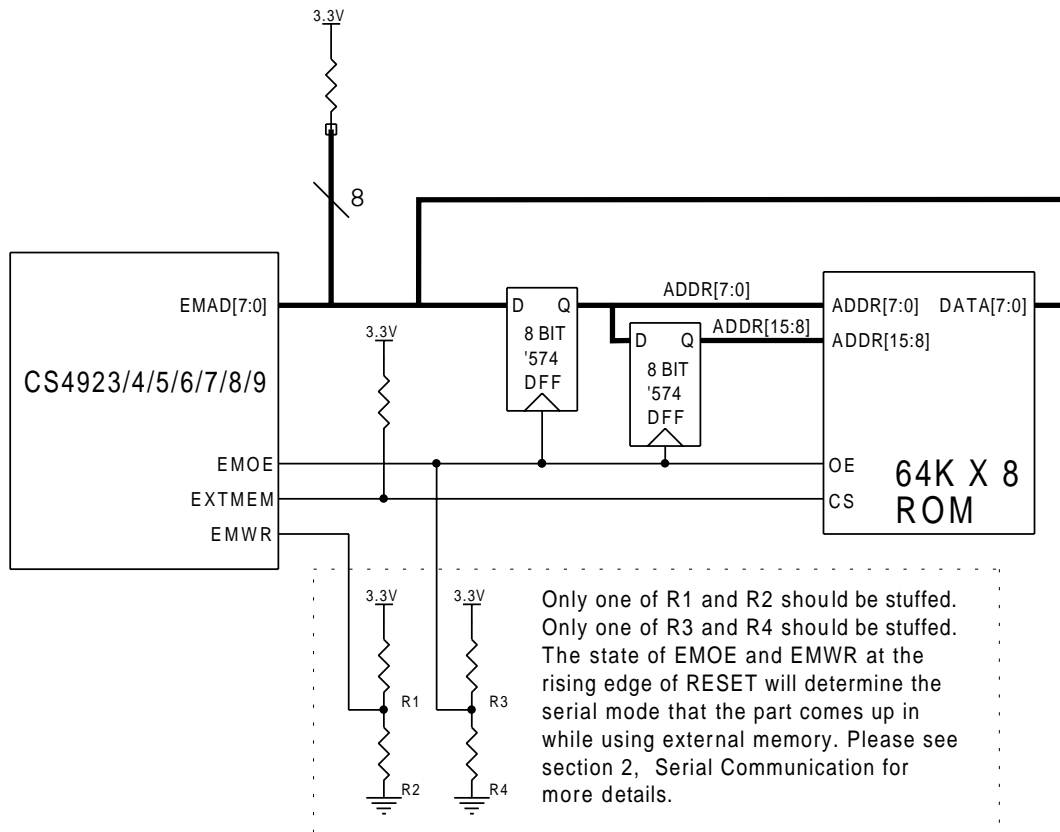 3.3V
8
EMAD[7:0]
D Q
8 BIT
'574
DFF
ADDR[7:0]
ADDR[15:8]
D Q
8 BIT
'574
DFF
ADDR[7:0] DATA[7:0]
ADDR[15:8]
3.3V
CS4923/4/5/6/7/8/9
EMOE
EXTMEM
EMWR
OE
CS
64K X 8
ROM
3.3V
3.3V
R1
R3
R2
R4
Only one of R1 and R2 should be stuffed.
Only one of R3 and R4 should be stuffed.
The state of EMOE and EMWR at the
rising edge of RESET will determine the
serial mode that the part comes up in
while using external memory. Please see
section 2, Serial Communication for
more details.